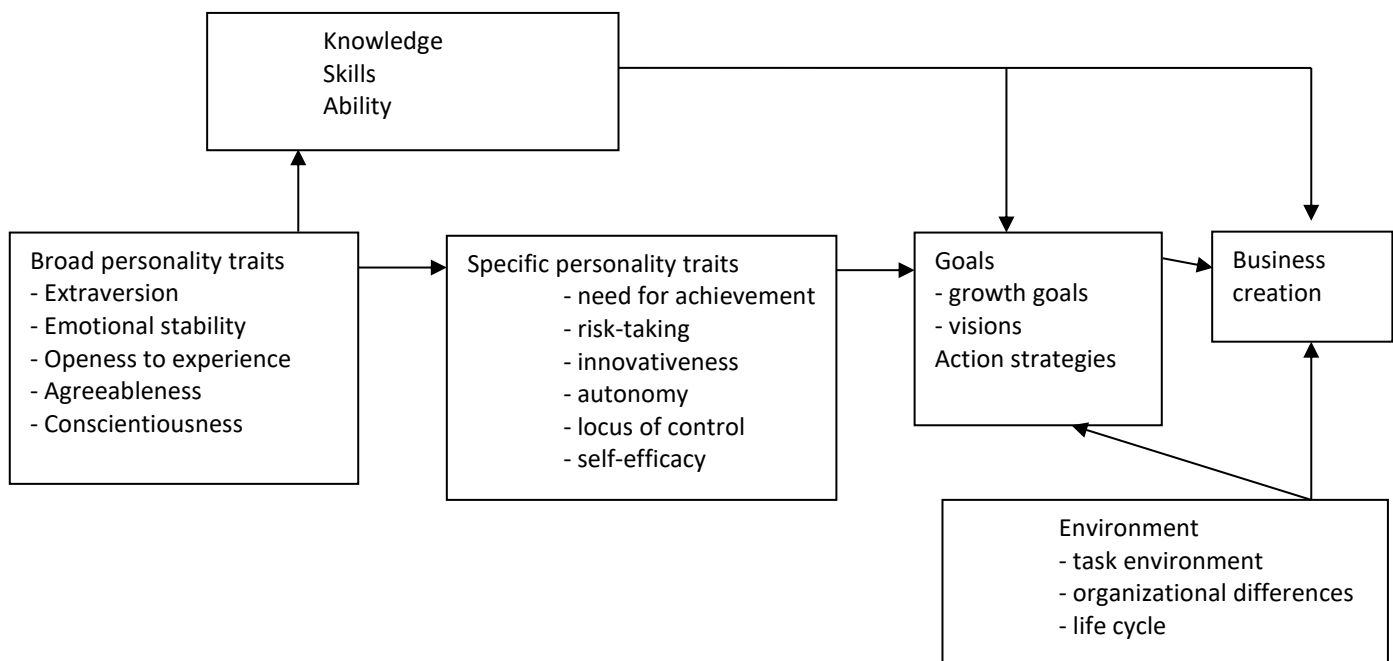 Knowledge
Skills
Ability
Broad personality traits
- Extraversion
- Emotional stability
- Openess to experience
- Agreeableness
- Conscientiousness
Specific personality traits
- need for achievement
- risk-taking
- innovativeness
- autonomy
- locus of control
- self-efficacy
Goals
- growth goals
- visions
Action strategies
Business
creation
Environment
- task environment
- organizational differences
- life cycle